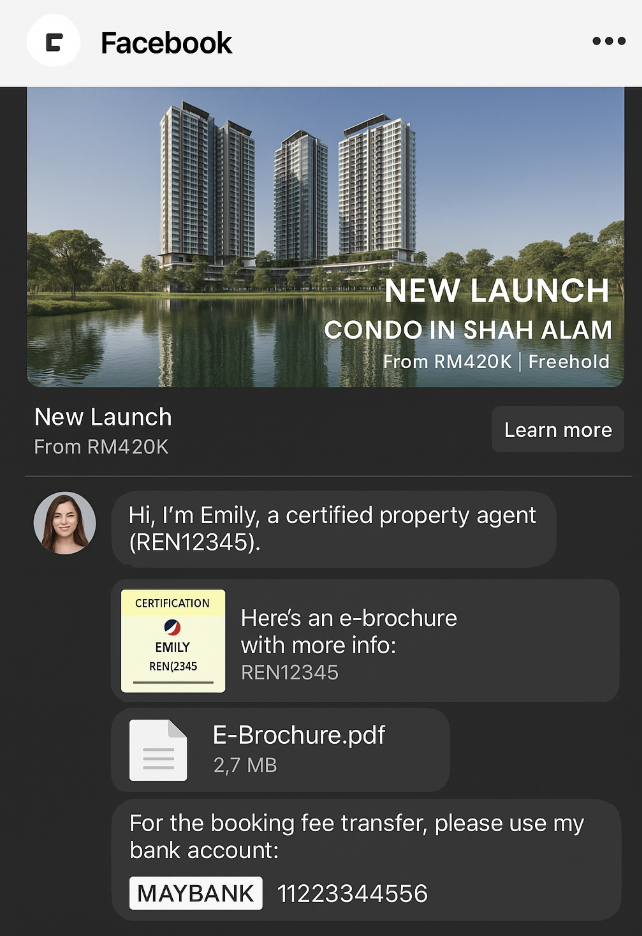 Facebook
NEW LAUNCH
CONDO IN SHAH ALAM
From RM420K | Freehold
New Launch
From RM420K
Learn more
Hi, I’m Emily, a certified property agent
(REN12345).
CERTIFICATION
EMILY
REN(2345
Here’s an e-brochure
with more info:
REN12345
E-Brochure.pdf
2,7 MB
For the booking fee transfer, please use my
bank account:
MAYBANK 11223344556